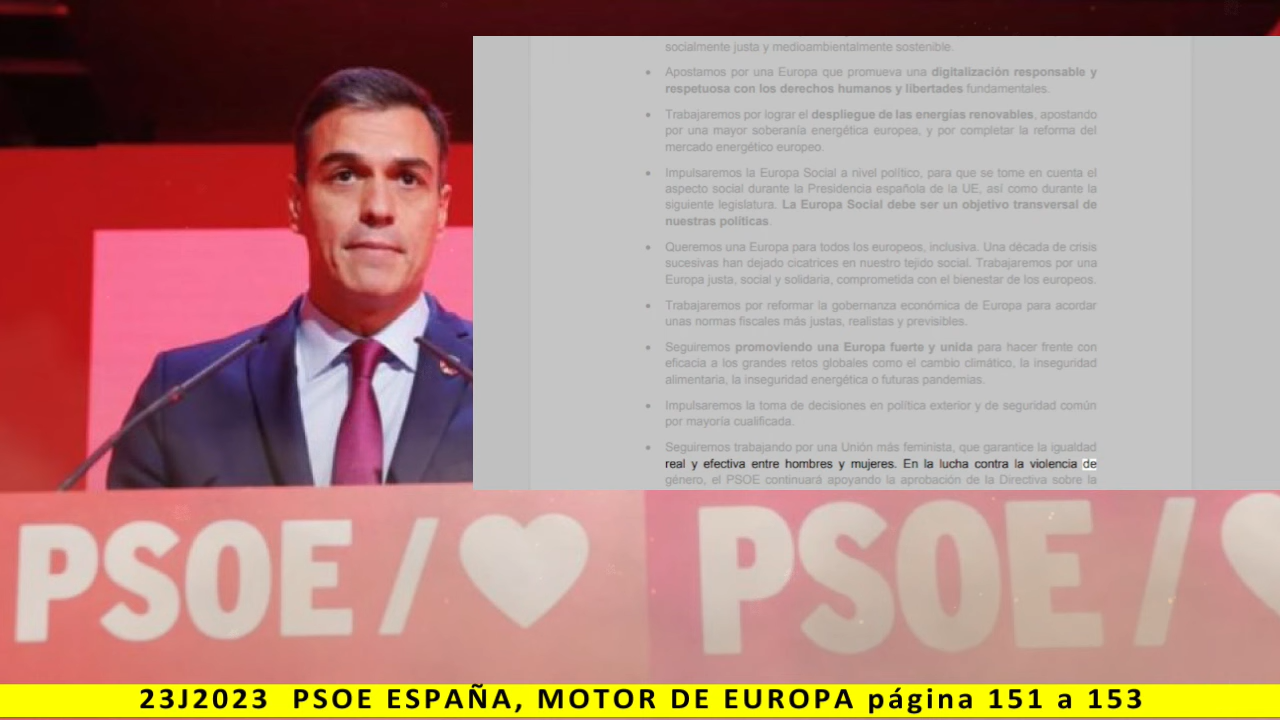 socialmente justa y medioambientalmente sostenible.
• Apostamos por una Europa que promueva una digitalización responsable y
respetuosa con los derechos humanos y libertades fundamentales.
• Trabajaremos por lograr el despliegue de las energías renovables, apostando
por una mayor soberanía energética europea, y por completar la reforma del
mercado energético europeo.
• Impulsaremos la Europa Social a nivel político, para que se tome en cuenta el
aspecto social durante la Presidencia española de la UE, así como durante la
siguiente legislatura. La Europa Social debe ser un objetivo transversal de
nuestras políticas.
• Queremos una Europa para todos los europeos, inclusiva. Una década de crisis
sucesivas han dejado cicatrices en nuestro tejido social. Trabajaremos por una
Europa justa, social y solidaria, comprometida con el bienestar de los europeos.
• Trabajaremos por reformar la gobernanza económica de Europa para acordar
unas normas fiscales más justas, realistas y previsibles.
• Seguiremos promoviendo una Europa fuerte y unida para hacer frente con
eficacia a los grandes retos globales como el cambio climático, la inseguridad
alimentaria, la inseguridad energética o futuras pandemias.
• Impulsaremos la toma de decisiones en política exterior y de seguridad común
por mayoría cualificada.
• Seguiremos trabajando por una Unión más feminista, que garantice la igualdad
real y efectiva entre hombres y mujeres. En la lucha contra la violencia de
género, el PSOE continuará apoyando la aprobación de la Directiva sobre la
PSOE /
PSOE /
23J2023 PSOE ESPAÑA, MOTOR DE EUROPA página 151 a 153